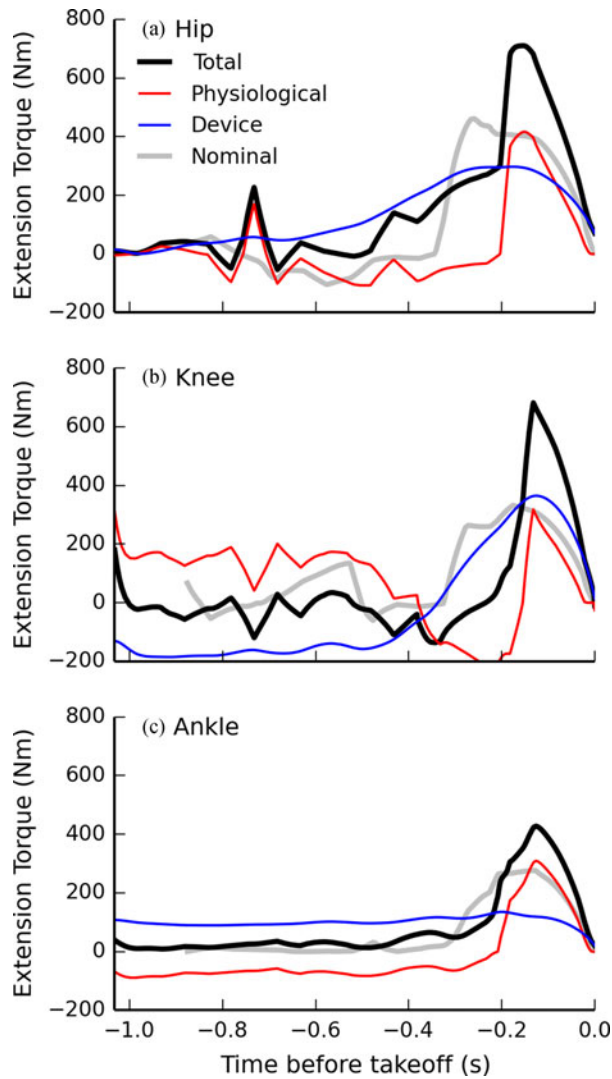 (a) Hip
Total
Physiological
Device
Nominal
Extension Torque (Nm)
800
600
400
200
0
−200
(b) Knee
Extension Torque (Nm)
800
600
400
200
0
−200
(c) Ankle
Extension Torque (Nm)
800
600
400
200
0
−200
−1.0 −0.8 −0.6 −0.4 −0.2 0.0
Time before takeoff (s)